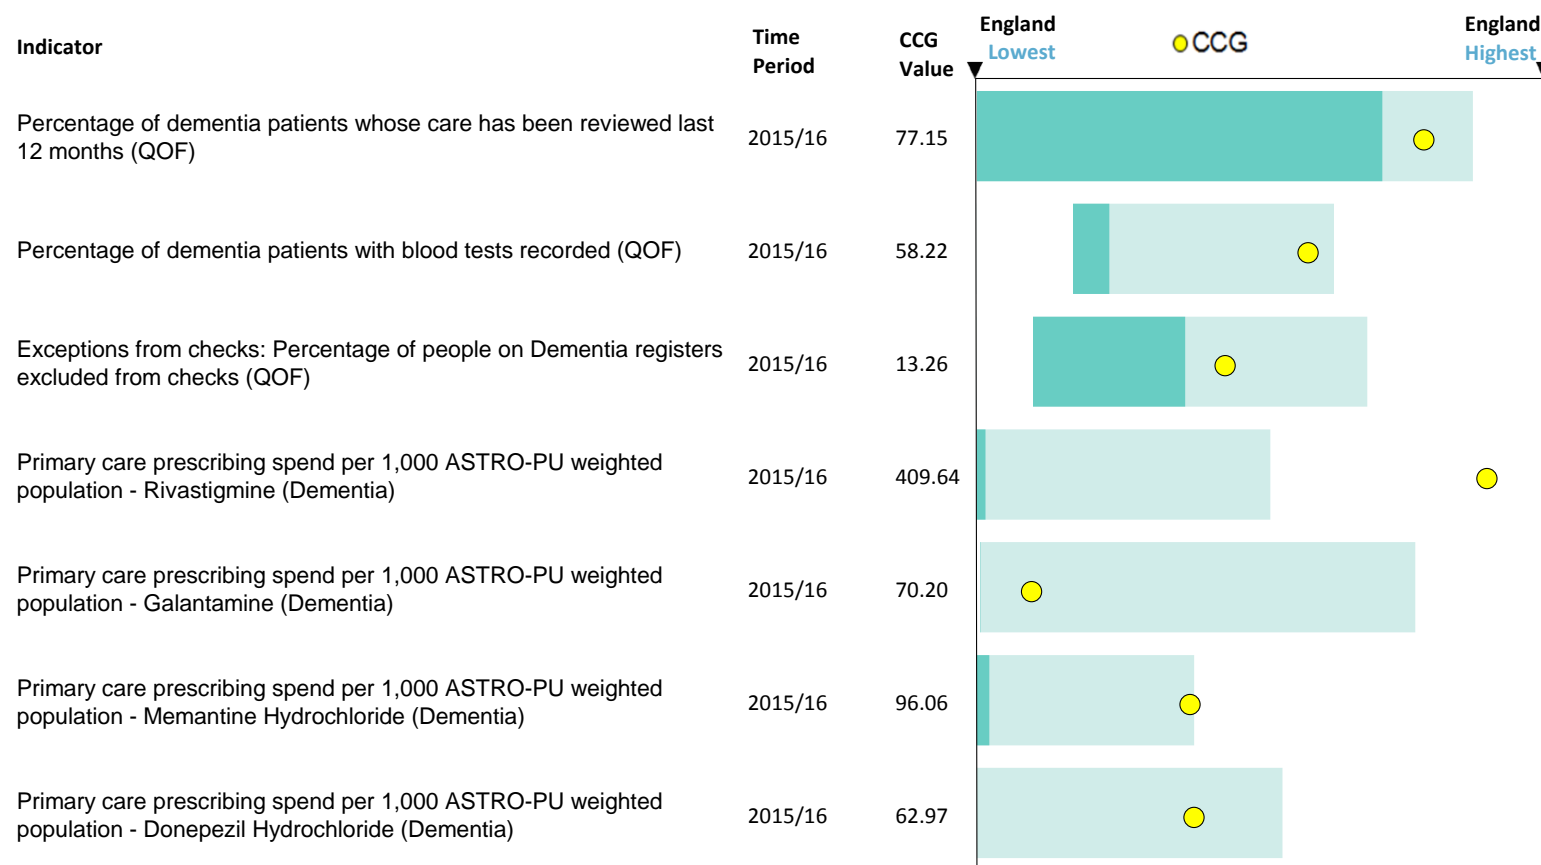 Indicator
Time
Period
CCG
Value
England
Lowest
CCG
England
Highest
Percentage of dementia patients whose care has been reviewed last
12 months (QOF)
2015/16
77.15
Percentage of dementia patients with blood tests recorded (QOF)
2015/16
58.22
Exceptions from checks: Percentage of people on Dementia registers
excluded from checks (QOF)
2015/16
13.26
Primary care prescribing spend per 1,000 ASTRO-PU weighted
population - Rivastigmine (Dementia)
2015/16
409.64
Primary care prescribing spend per 1,000 ASTRO-PU weighted
population - Galantamine (Dementia)
2015/16
70.20
Primary care prescribing spend per 1,000 ASTRO-PU weighted
population - Memantine Hydrochloride (Dementia)
2015/16
96.06
Primary care prescribing spend per 1,000 ASTRO-PU weighted
population - Donepezil Hydrochloride (Dementia)
2015/16
62.97